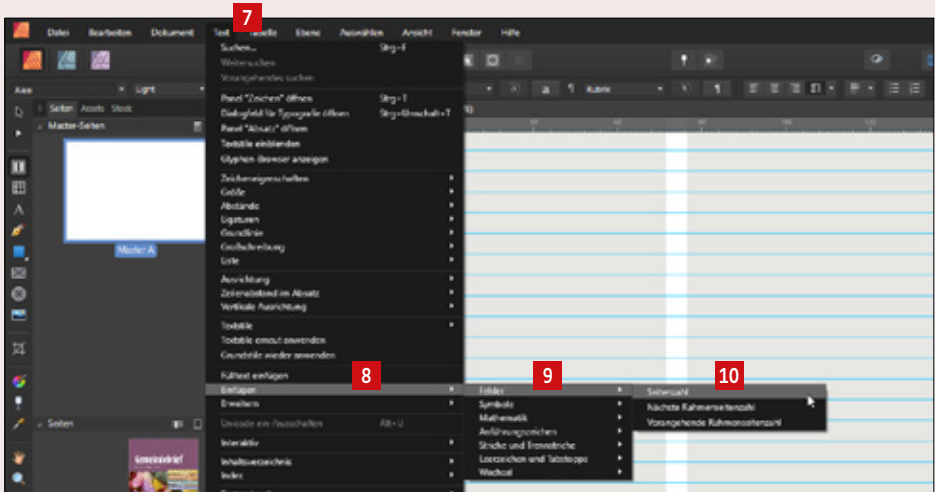 7
Datei Bearbeiten Dokument Text Tabelle Ebene Auswählen Ansicht Fenster Hilfe
Suchen... Strg+F
Weitersuchen
Vorangehendes suchen
Light
Rubrik
Seiten Assets Stock
Master-Seiten
Panel "Zeichen" öffnen Strg+T
Dialogfeld für Typografie öffnen Strg+Umschalt+T
Panel "Absatz" öffnen
Textstile einblenden
Glyphen-Browser anzeigen
Zeicheneigenschaften
Größe
Abstände
Ligaturen
Grundlinie
Großschreibung
Liste
Master A
Ausrichtung
Zeilenabstand im Absatz
Vertikale Ausrichtung
Textstile
Textstile erneut anwenden
Grundstile wieder anwenden
Fülltext einfügen
8 9 10
Einfügen Felder Seitenzahl
Erweitern Symbole Nächste Rahmenseitenzahl
Mathematik Vorangehende Rahmenseitenzahl
Seiten
Unicode ein-/ausschalten Alt+U Anführungszeichen
Interaktiv Striche und Trennstriche
Inhaltsverzeichnis Leerzeichen und Tabstopps
Index Wechsel
Gemeindebrief